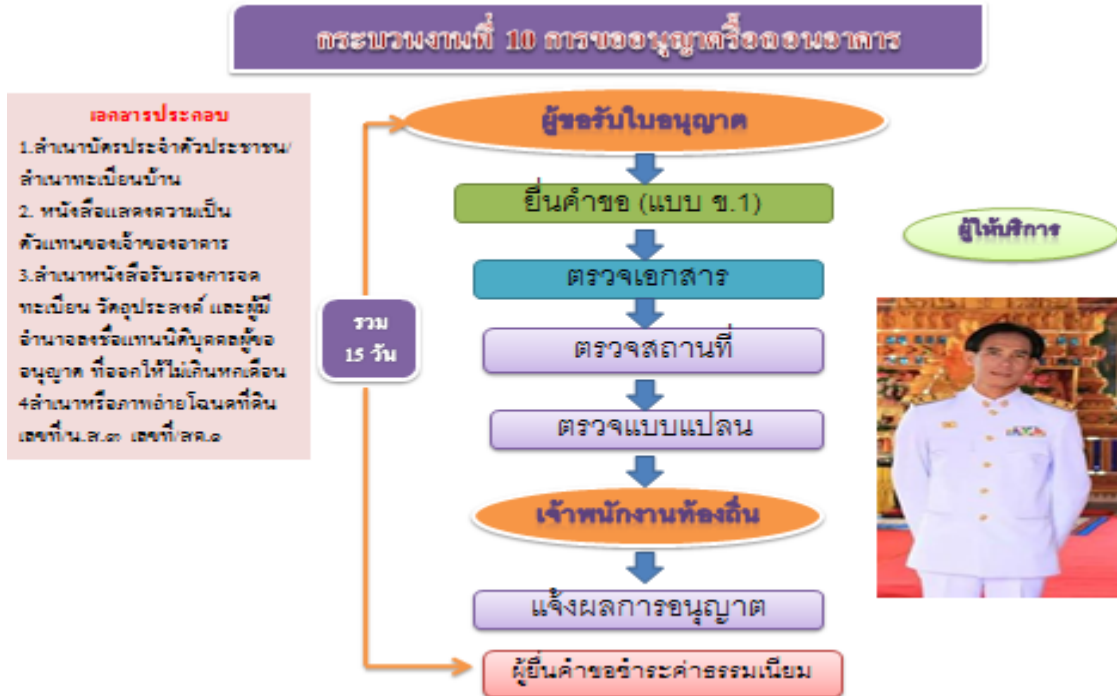 กระบวนงานที่ 10 การขออนุญาตรื้อถอนอาคาร
เอกสารประกอบ
1.สำเนาบัตรประจำตัวประชาชน/
สำเนาทะเบียนบ้าน
2. หนังสือแสดงความเป็น
ตัวแทนของเจ้าของอาคาร
3.สำเนาหนังสือรับรองการจด
ทะเบียน วัตถุประสงค์ และผู้มี
อำนาจลงชื่อแทนนิติบุคคลผู้ขอ
อนุญาต ที่ออกให้ไม่เกินหกเดือน
4สำเนาหรือภาพถ่ายโฉนดที่ดิน
เลขที่/น.ส.๓ เลขที่/สค.๑
รวม
15 วัน
ผู้ขอรับใบอนุญาต
ยื่นคำขอ (แบบ ข.1)
ตรวจเอกสาร
ตรวจสถานที่
ตรวจแบบแปลน
เจ้าพนักงานท้องถิ่น
แจ้งผลการอนุญาต
ผู้ยื่นคำขอชำระค่าธรรมเนียม
ผู้ให้บริการ